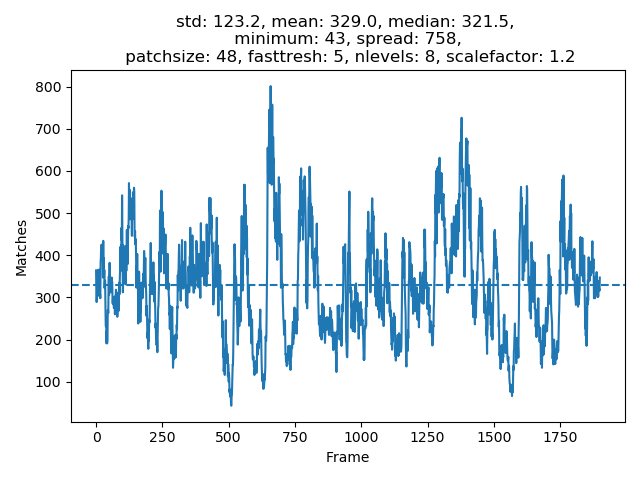 std: 123.2, mean: 329.0, median: 321.5,
minimum: 43, spread: 758,
patchsize: 48, fasttresh: 5, nlevels: 8, scalefactor: 1.2
800
700
600
500
400
300
200
100
Matches
0 250 500 750 1000 1250 1500 1750
Frame